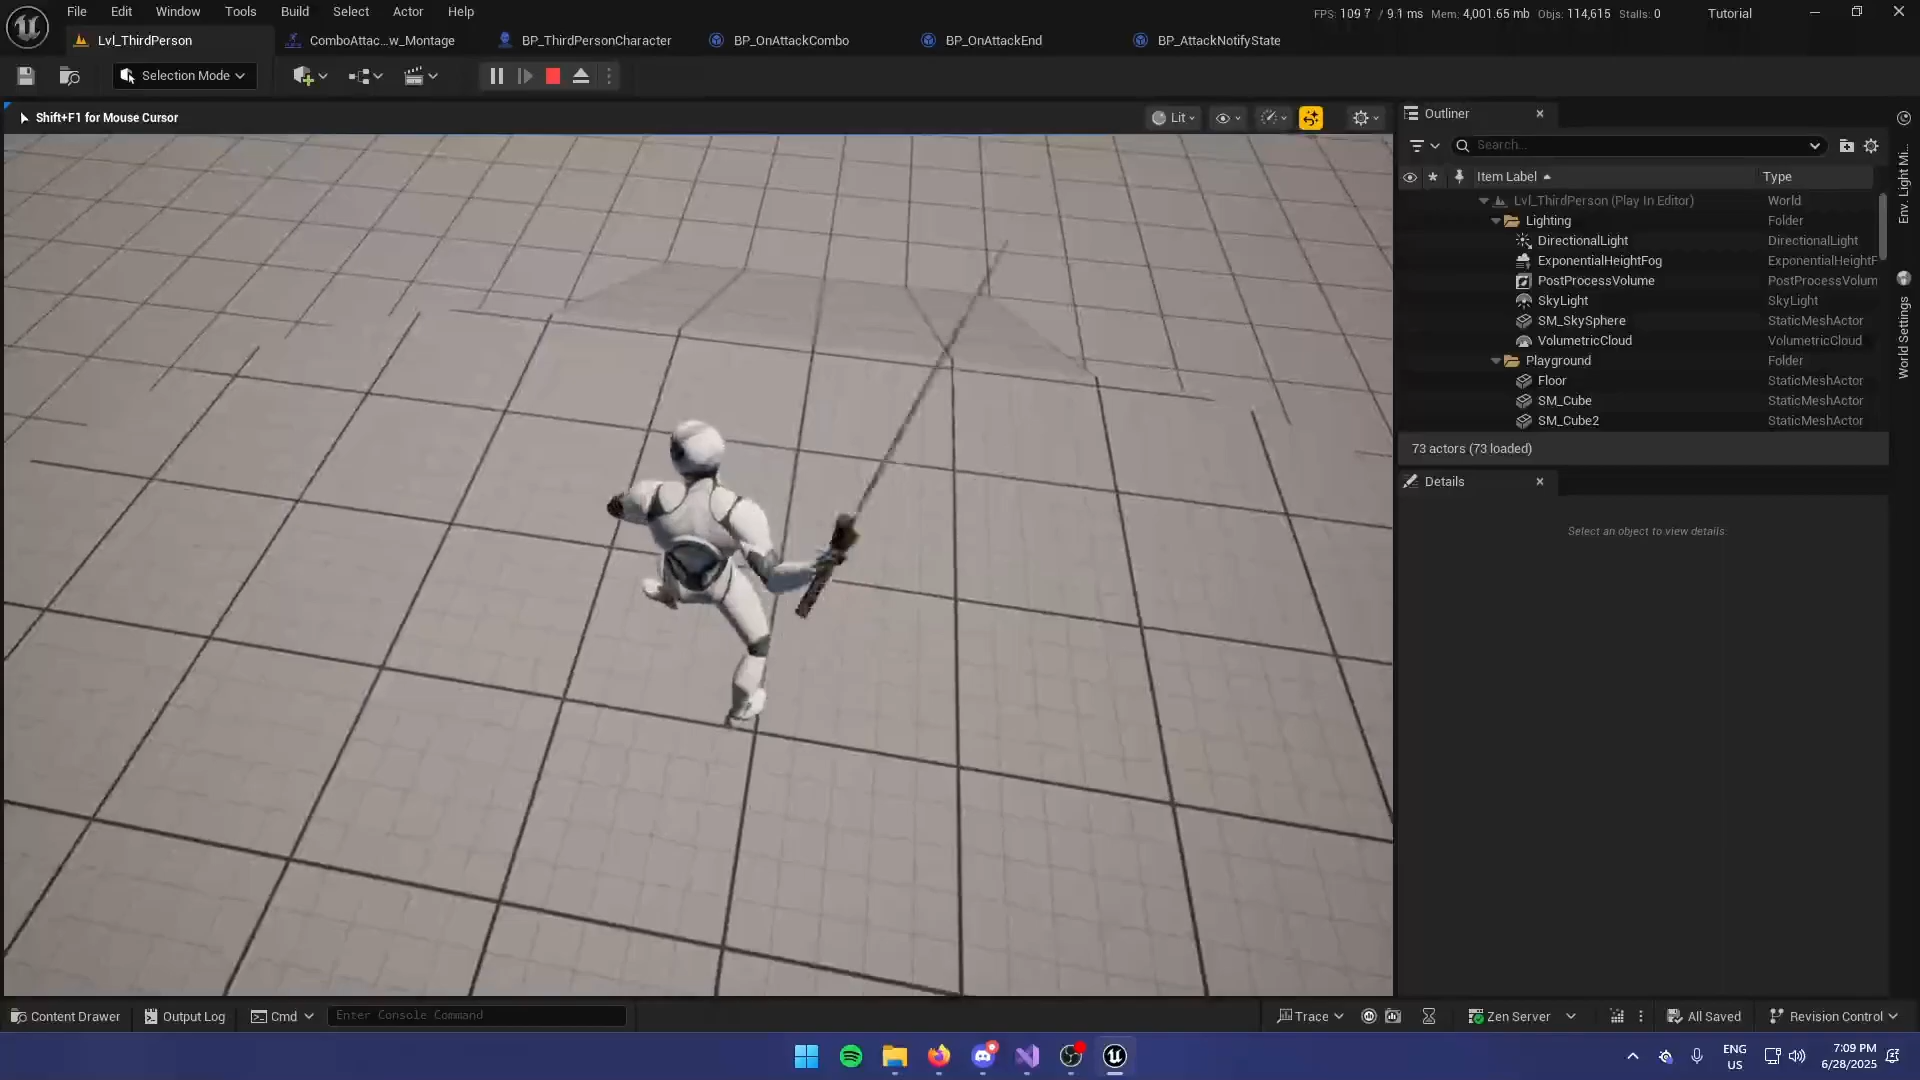 File Edit Window Tools Build Select Actor Help
FPS: 109.7 / 9.1 ms Mem: 4,001.65 mb Objs: 114,615 Stalls: 0
Tutorial
Lvl_ThirdPerson
ComboAttac...w_Montage
BP_ThirdPersonCharacter
BP_OnAttackCombo
BP_OnAttackEnd
BP_AttackNotifyState
Selection Mode
Shift+F1 for Mouse Cursor
Lit
Outliner
Search...
Item Label Type
Lvl_ThirdPerson (Play In Editor) World
Lighting Folder
DirectionalLight DirectionalLight
ExponentialHeightFog ExponentialHeightF
PostProcessVolume PostProcessVolum
SkyLight SkyLight
SM_SkySphere StaticMeshActor
VolumetricCloud VolumetricCloud
Playground Folder
Floor StaticMeshActor
SM_Cube StaticMeshActor
SM_Cube2 StaticMeshActor
73 actors (73 loaded)
Details
Select an object to view details.
Env. Light Mi...
World Settings
Content Drawer
Output Log
Cmd
Enter Console Command
Trace
Zen Server
All Saved
Revision Control
ENG
US
7:09 PM
6/28/2025